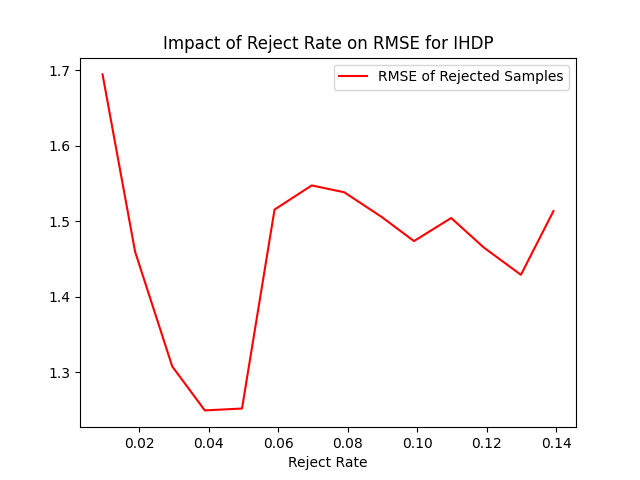 Impact of Reject Rate on RMSE for IHDP
RMSE of Rejected Samples
1.7
1.6
1.5
1.4
1.3
0.02 0.04 0.06 0.08 0.10 0.12 0.14
Reject Rate